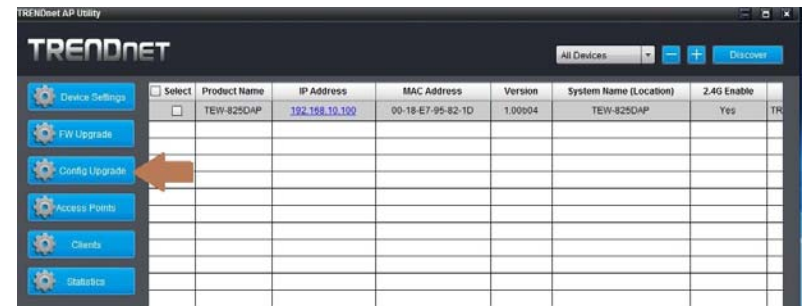 TRENDnet AP Utility
TRENDnet
All Devices
Discover
Device Settings
FW Upgrade
Config Upgrade
Access Points
Clients
Statistics
Select Product Name IP Address MAC Address Version System Name (Location) 2.4G Enable
TEW-825DAP 192.168.10.100 00-18-E7-95-82-1D 1.00b04 TEW-825DAP Yes TR